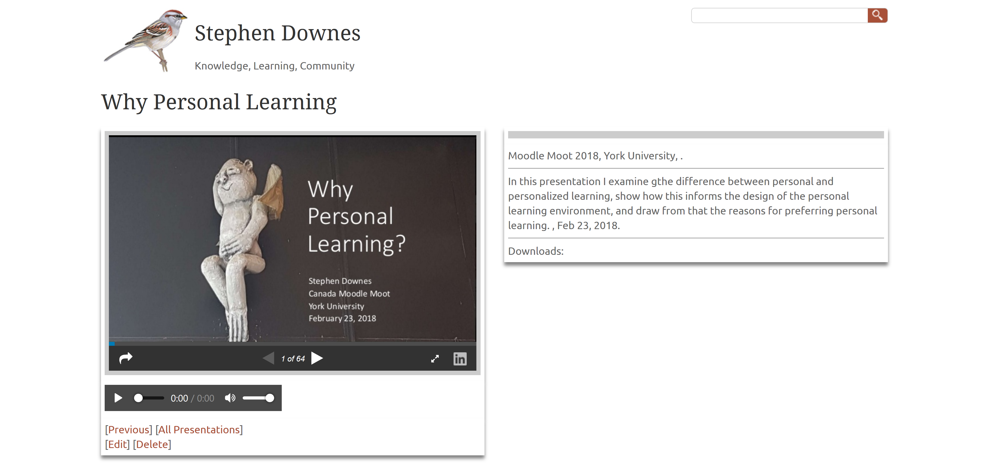 Stephen Downes
Knowledge, Learning, Community
Why Personal Learning
Why
Personal
Learning?
Stephen Downes
Canada Moodle Moot
York University
February 23, 2018
1 of 64
in
0:00 / 0:00
[Previous] [All Presentations]
[Edit] [Delete]
Moodle Moot 2018, York University, .
In this presentation I examine gthe difference between personal and
personalized learning, show how this informs the design of the personal
learning environment, and draw from that the reasons for preferring personal
learning. , Feb 23, 2018.
Downloads: